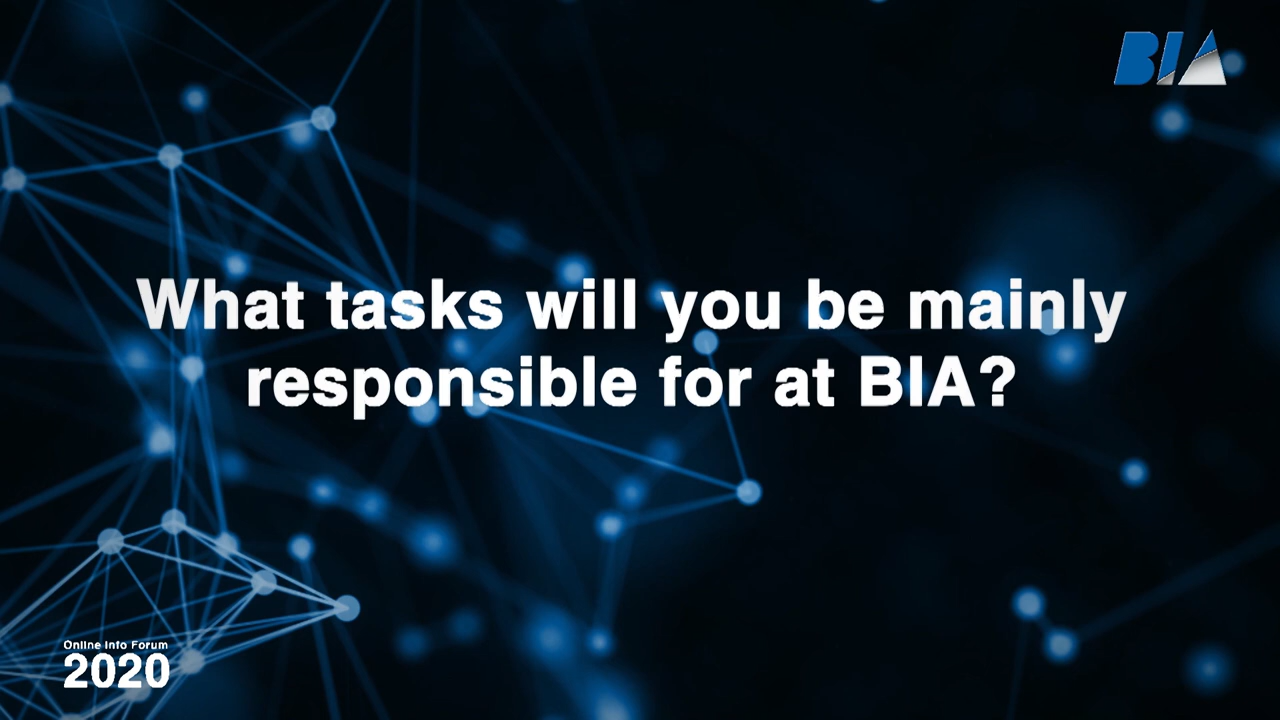 BIA
What tasks will you be mainly
responsible for at BIA?
Online Info Forum
2020